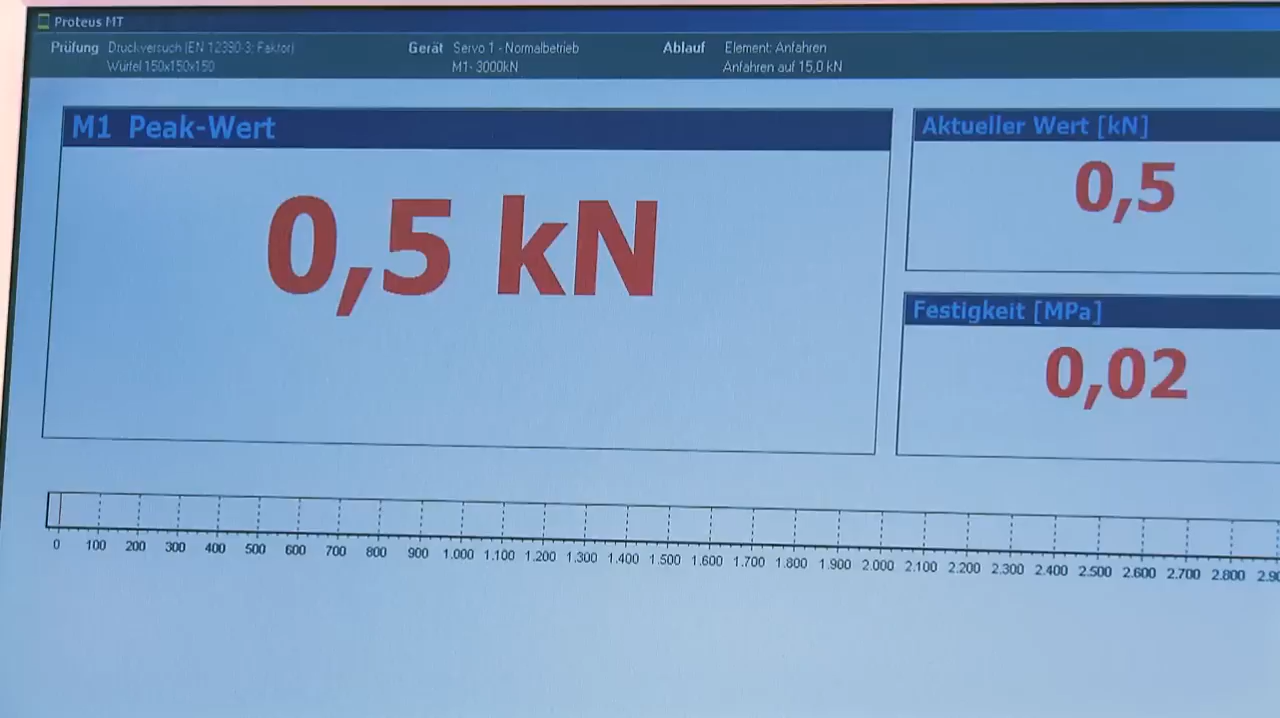 Proteus MT
Prüfung Druckversuch (EN 12390-3; Faktor) Gerät Servo 1 - Normalbetrieb Ablauf Element: Anfahren
Würfel 150x150x150 M1- 3000kN Anfahren auf 15,0 kN
M1 Peak-Wert
0,5 kN
Aktueller Wert [kN]
0,5
Festigkeit [MPa]
0,02
0 100 200 300 400 500 600 700 800 900 1.000 1.100 1.200 1.300 1.400 1.500 1.600 1.700 1.800 1.900 2.000 2.100 2.200 2.300 2.400 2.500 2.600 2.700 2.800 2.90